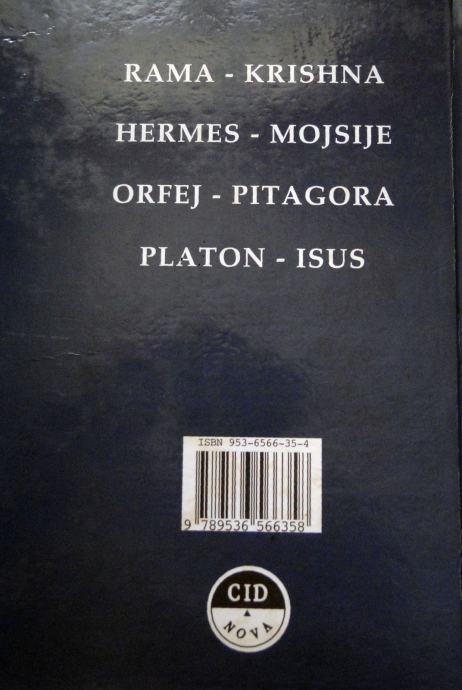 RAMA - KRISHNA
HERMES - MOJSIJE
ORFEJ - PITAGORA
PLATON - ISUS
ISBN 953-6566-35-4
9 789536 566358
CID
NOVA